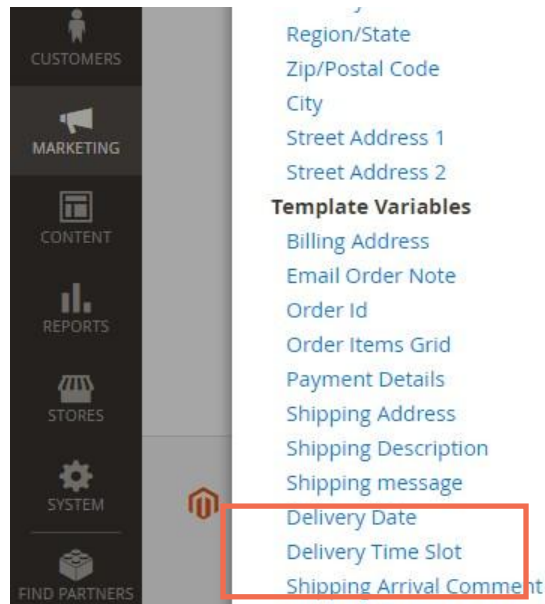 CUSTOMERS
MARKETING
CONTENT
REPORTS
STORES
SYSTEM
FIND PARTNERS
Region/State
Zip/Postal Code
City
Street Address 1
Street Address 2
Template Variables
Billing Address
Email Order Note
Order Id
Order Items Grid
Payment Details
Shipping Address
Shipping Description
Shipping message
Delivery Date
Delivery Time Slot
Shipping Arrival Comment